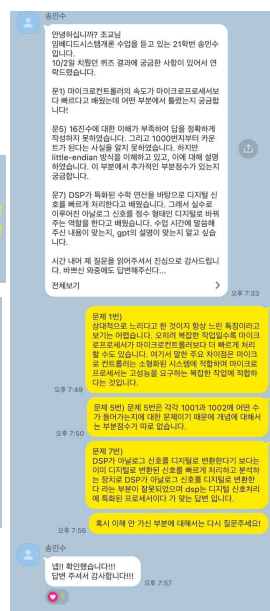 송민수
안녕하십니까? 조교님
임베디드시스템개론 수업을 듣고 있는 21학번 송민수
입니다.
10/2일 치뤘던 퀴즈 결과에 궁금한 사항이 있어서 연
락드렸습니다.
문1) 마이크로컨트롤러의 속도가 마이크로프로세서보
다 빠르다고 배웠는데 어떤 부분에서 틀렸는지 궁금합
니다!
문5) 16진수에 대한 이해가 부족하여 답을 정확하게
작성하지 못하였습니다. 그리고 1000번지부터 카운
트가 된다는 사실을 알지 못하였습니다. 하지만
little-endian 방식을 이해하고 있고, 이에 대해 설명
하였습니다. 이 부분에서 추가적인 부분점수가 있는지
궁금합니다.
문7) DSP가 특화된 수학 연산을 바탕으로 디지털 신
호를 빠르게 처리한다고 배웠습니다. 그래서 실수로
이루어진 아날로그 신호를 정수 형태인 디지털로 바꿔
주는 역할을 한다고 배웠습니다. 수업 시간에 말씀해
주신 내용이 맞는지, gpt의 설명이 맞는지 알고 싶습
니다.
시간 내어 제 질문을 읽어주셔서 진심으로 감사드립니
다. 바쁘신 와중에도 답변해주신다...
전체보기
오후 7:33
문제 1번)
상대적으로 느리다고 한 것이지 항상 느린 특징이라고
보기는 어렵습니다. 오히려 복잡한 작업일수록 마이크
로프로세서가 마이크로컨트롤러보다 더 빠르게 처리
할 수도 있습니다. 여기서 말한 주요 차이점은 마이크
로 컨트롤러는 소형화된 시스템에 적합하며 마이크로
프로세서는 고성능을 요구하는 복잡한 작업에 적합하
다는 것입니다.
오후 7:49
문제 5번) 문제 5번은 각각 1001과 1002에 어떤 수
가 들어가는지에 대한 문제이기 때문에 개념에 대해서
는 부분점수가 따로 없습니다.
오후 7:50
문제 7번)
DSP가 아날로그 신호를 디지털로 변환한다기 보다는
이미 디지털로 변환된 신호를 빠르게 처리하고 분석하
는 장치로 DSP가 아날로그 신호를 디지털로 변환한
다 라는 부분이 잘못되었으며 dsp는 디지털 신호처리
에 특화된 프로세서이다 가 맞는 답변 입니다.
오후 7:56
혹시 이해 안 가신 부분에 대해서는 다시 질문주세요!
송민수
넵!! 확인했습니다!!!
답변 주셔서 감사합니다!!!
오후 7:57
1